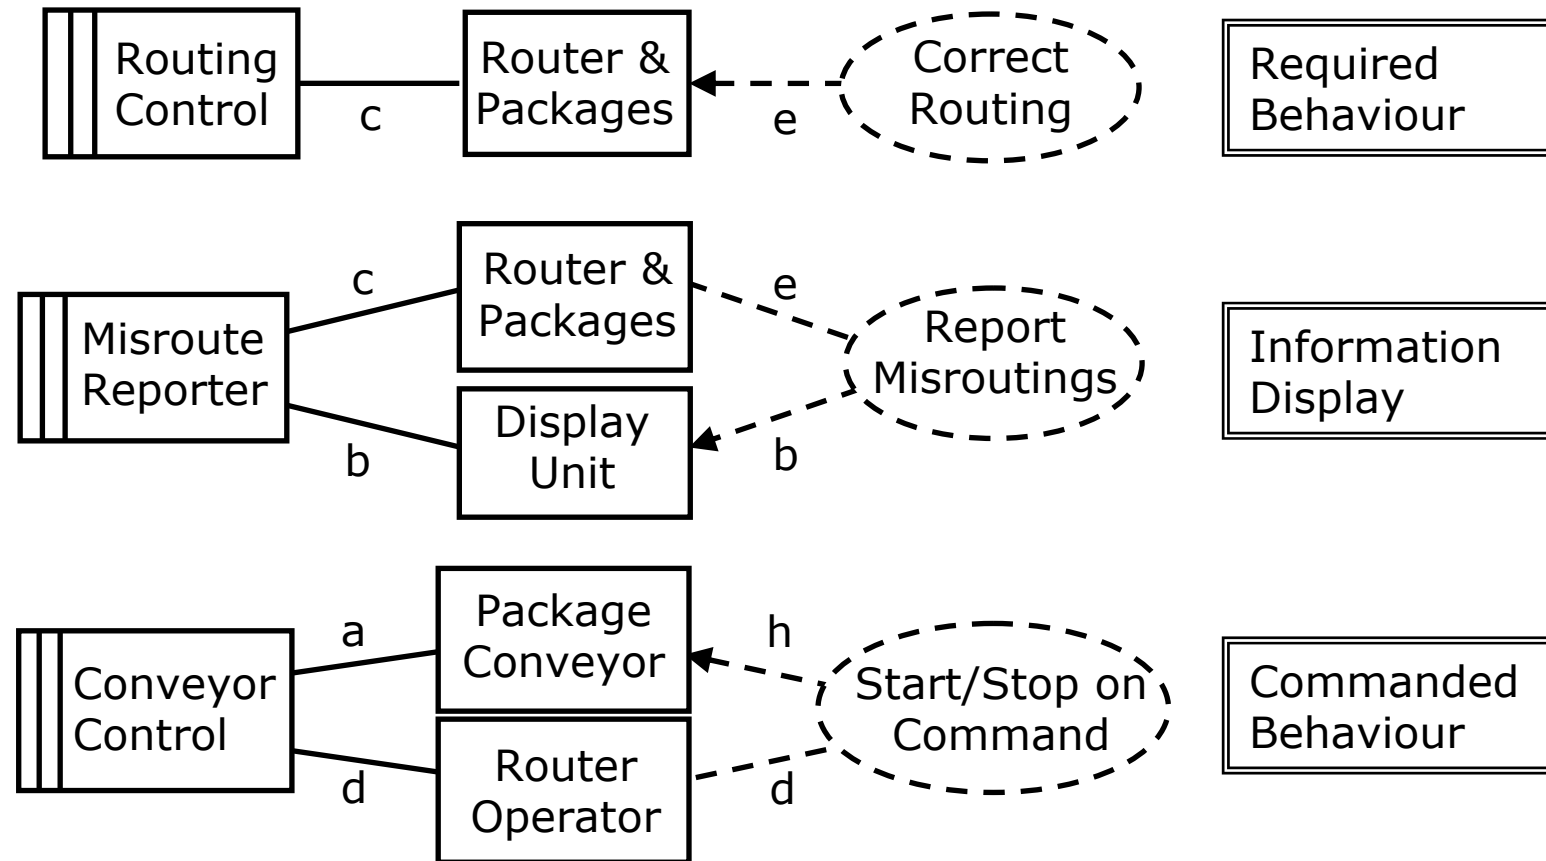 Routing
Control
c
Router &
Packages
e
Correct
Routing
Required
Behaviour
Misroute
Reporter
c
b
Router &
Packages
Display
Unit
e
b
Report
Misroutings
Information
Display
Conveyor
Control
a
d
Package
Conveyor
Router
Operator
h
d
Start/Stop on
Command
Commanded
Behaviour